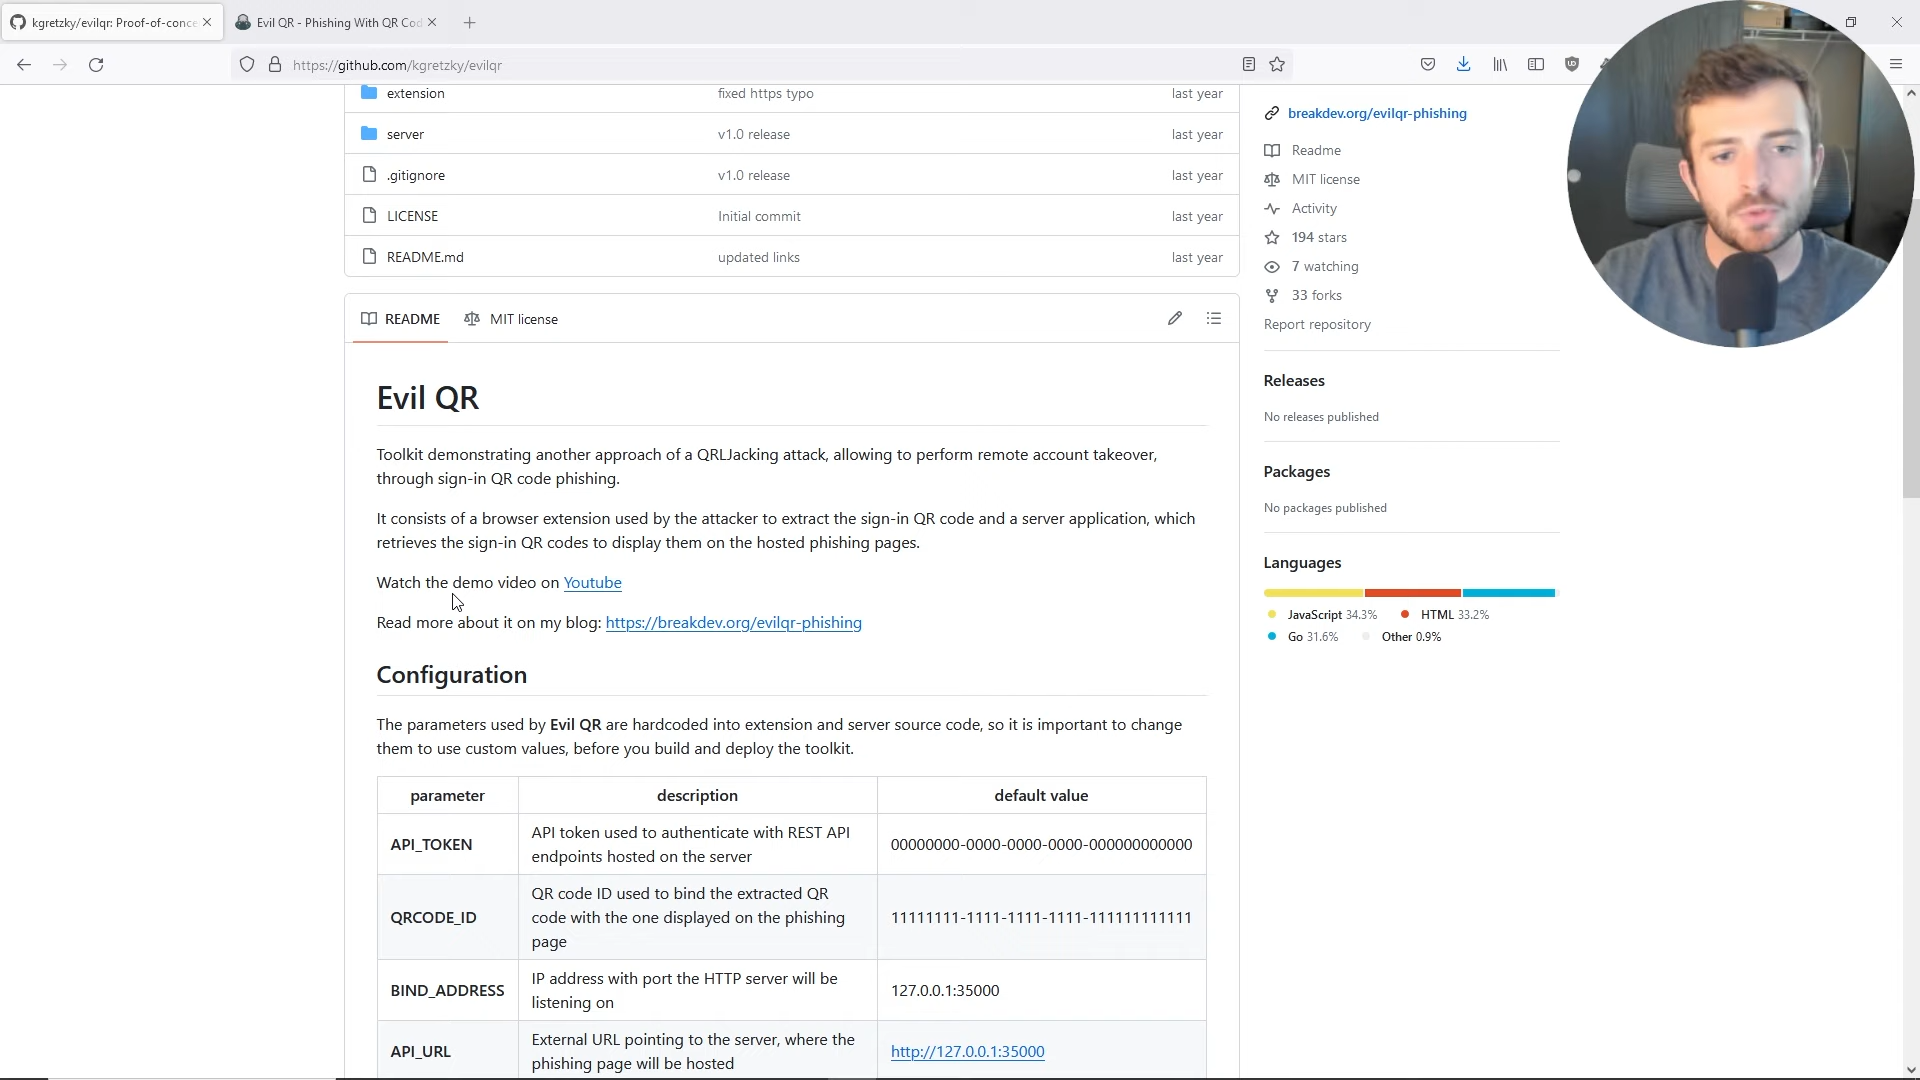 kgretzky/evilqr: Proof-of-conce
Evil QR - Phishing With QR Cod
https://github.com/kgretzky/evilqr
extension fixed https typo last year
server v1.0 release last year
.gitignore v1.0 release last year
LICENSE Initial commit last year
README.md updated links last year
README MIT license
Evil QR
Toolkit demonstrating another approach of a QRLJacking attack, allowing to perform remote account takeover,
through sign-in QR code phishing.
It consists of a browser extension used by the attacker to extract the sign-in QR code and a server application, which
retrieves the sign-in QR codes to display them on the hosted phishing pages.
Watch the demo video on Youtube
Read more about it on my blog: https://breakdev.org/evilqr-phishing
Configuration
The parameters used by Evil QR are hardcoded into extension and server source code, so it is important to change
them to use custom values, before you build and deploy the toolkit.
parameter description default value
API_TOKEN
API token used to authenticate with REST API
endpoints hosted on the server
00000000-0000-0000-0000-000000000000
QRCODE_ID
QR code ID used to bind the extracted QR
code with the one displayed on the phishing
page
11111111-1111-1111-1111-111111111111
BIND_ADDRESS
IP address with port the HTTP server will be
listening on
127.0.0.1:35000
API_URL
External URL pointing to the server, where the
phishing page will be hosted
http://127.0.0.1:35000
breakdev.org/evilqr-phishing
Readme
MIT license
Activity
194 stars
7 watching
33 forks
Report repository
Releases
No releases published
Packages
No packages published
Languages
JavaScript 34.3% HTML 33.2%
Go 31.6% Other 0.9%